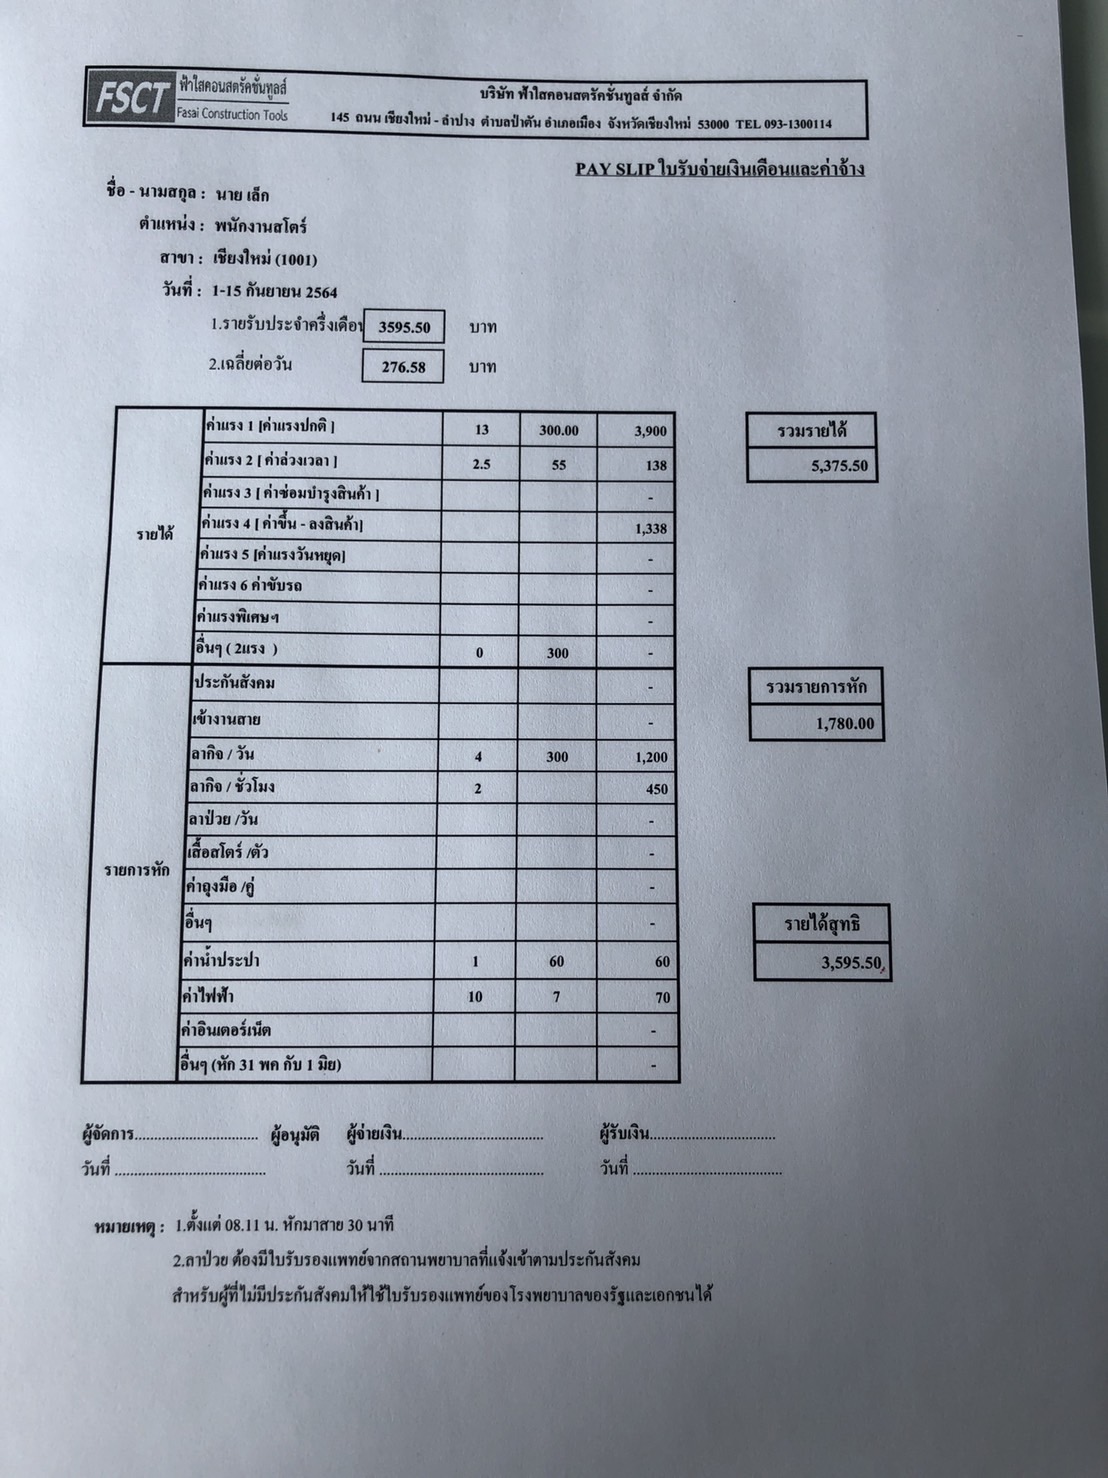 FSCT ฟ้าใสคอนสตรัคชั่นทูลส์
Fasai Construction Tools
บริษัท ฟ้าใสคอนสตรัคชั่นทูลส์ จำกัด
145 ถนน เชียงใหม่ - ลำปาง ตำบลป่าตัน อำเภอเมือง จังหวัดเชียงใหม่ 53000 TEL 093-1300114
PAY SLIP ใบรับจ่ายเงินเดือนและค่าจ้าง
ชื่อ - นามสกุล : นาย เล็ก
ตำแหน่ง : พนักงานสโตร์
สาขา : เชียงใหม่ (1001)
วันที่ : 1-15 กันยายน 2564
1.รายรับประจำครึ่งเดือน 3595.50 บาท
2.เฉลี่ยต่อวัน 276.58 บาท
รายได้
ค่าแรง 1 [ค่าแรงปกติ ] 13 300.00 3,900
ค่าแรง 2 [ ค่าล่วงเวลา ] 2.5 55 138
ค่าแรง 3 [ ค่าซ่อมบำรุงสินค้า ] -
ค่าแรง 4 [ ค่าขึ้น - ลงสินค้า] 1,338
ค่าแรง 5 [ค่าแรงวันหยุด] -
ค่าแรง 6 ค่าขับรถ -
ค่าแรงพิเศษฯ -
อื่นๆ ( 2แรง ) 0 300 -
รวมรายได้
5,375.50
รายการหัก
ประกันสังคม -
เข้างานสาย -
ลากิจ / วัน 4 300 1,200
ลากิจ / ชั่วโมง 2 450
ลาป่วย /วัน -
เสื้อสโตร์ /ตัว -
ค่าถุงมือ /คู่ -
อื่นๆ -
ค่าน้ำประปา 1 60 60
ค่าไฟฟ้า 10 7 70
ค่าอินเตอร์เน็ต -
อื่นๆ (หัก 31 พค กับ 1 มิย) -
รวมรายการหัก
1,780.00
รายได้สุทธิ
3,595.50
ผู้จัดการ............................... ผู้อนุมัติ ผู้จ่ายเงิน................................... ผู้รับเงิน...............................
วันที่ ...................................... วันที่ ......................................... วันที่ .....................................
หมายเหตุ : 1.ตั้งแต่ 08.11 น. หักมาสาย 30 นาที
2.ลาป่วย ต้องมีใบรับรองแพทย์จากสถานพยาบาลที่แจ้งเข้าตามประกันสังคม
สำหรับผู้ที่ไม่มีประกันสังคมให้ใช้ใบรับรองแพทย์ของโรงพยาบาลของรัฐและเอกชนได้